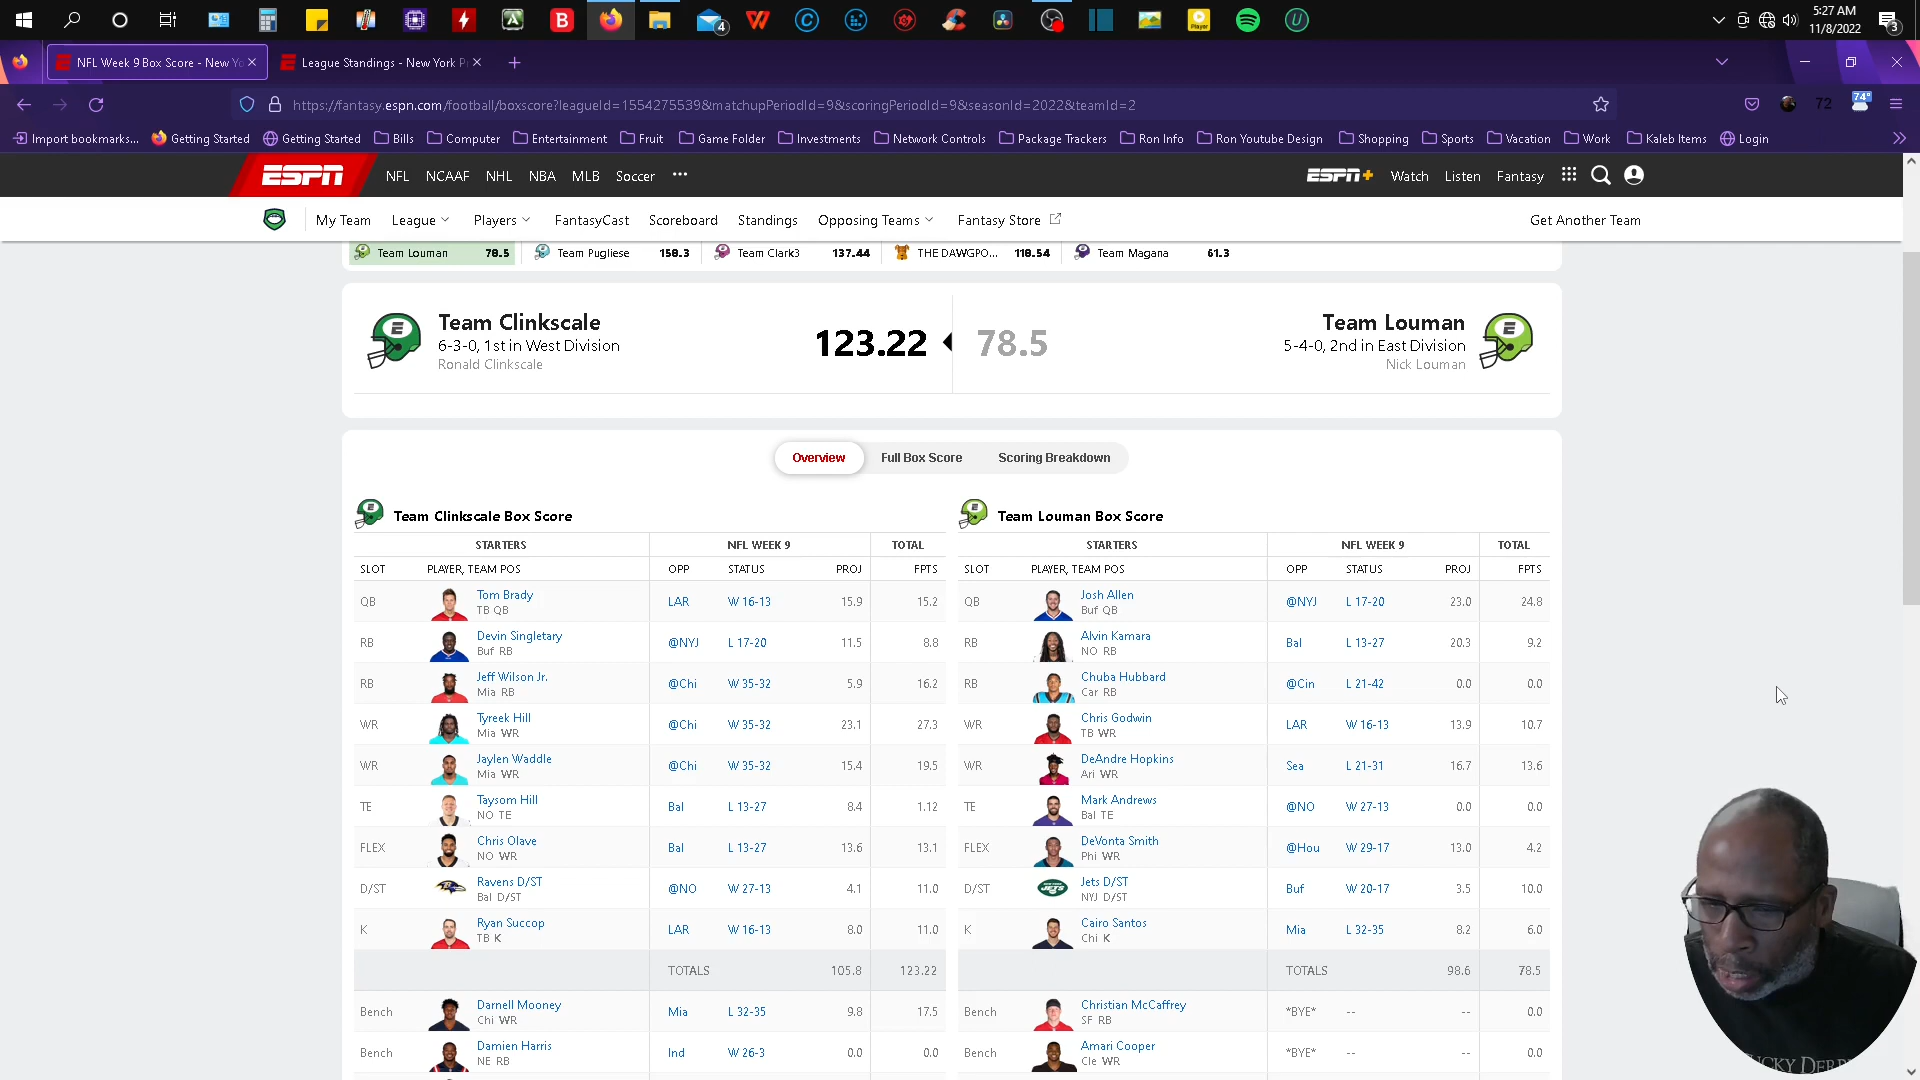 5:27 AM
11/8/2022
4
3
NFL Week 9 Box Score - New Yo
League Standings - New York P
https://fantasy.espn.com/football/boxscore?leagueId=1554275539&matchupPeriodId=9&scoringPeriodId=9&seasonId=2022&teamId=2
72
74°
Import bookmarks... Getting Started Getting Started Bills Computer Entertainment Fruit Game Folder Investments Network Controls Package Trackers Ron Info Ron Youtube Design Shopping Sports Vacation Work Kaleb Items Login
ESPN NFL NCAAF NHL NBA MLB Soccer ESPN+ Watch Listen Fantasy
My Team League Players FantasyCast Scoreboard Standings Opposing Teams Fantasy Store Get Another Team
Team Louman 78.5 Team Pugliese 158.3 Team Clark3 137.44 THE DAWGPO... 118.54 Team Magana 61.3
Team Clinkscale
6-3-0, 1st in West Division
Ronald Clinkscale
123.22
78.5
Team Louman
5-4-0, 2nd in East Division
Nick Louman
Overview Full Box Score Scoring Breakdown
Team Clinkscale Box Score
STARTERS NFL WEEK 9 TOTAL
SLOT PLAYER, TEAM POS OPP STATUS PROJ FPTS
QB Tom Brady LAR W 16-13 15.9 15.2
TB QB
RB Devin Singletary @NYJ L 17-20 11.5 8.8
Buf RB
RB Jeff Wilson Jr. @Chi W 35-32 5.9 16.2
Mia RB
WR Tyreek Hill @Chi W 35-32 23.1 27.3
Mia WR
WR Jaylen Waddle @Chi W 35-32 15.4 19.5
Mia WR
TE Taysom Hill Bal L 13-27 8.4 1.12
NO TE
FLEX Chris Olave Bal L 13-27 13.6 13.1
NO WR
D/ST Ravens D/ST @NO W 27-13 4.1 11.0
Bal D/ST
K Ryan Succop LAR W 16-13 8.0 11.0
TB K
TOTALS 105.8 123.22
Bench Darnell Mooney Mia L 32-35 9.8 17.5
Chi WR
Bench Damien Harris Ind W 26-3 0.0 0.0
NE RB
Team Louman Box Score
STARTERS NFL WEEK 9 TOTAL
SLOT PLAYER, TEAM POS OPP STATUS PROJ FPTS
QB Josh Allen @NYJ L 17-20 23.0 24.8
Buf QB
RB Alvin Kamara Bal L 13-27 20.3 9.2
NO RB
RB Chuba Hubbard @Cin L 21-42 0.0 0.0
Car RB
WR Chris Godwin LAR W 16-13 13.9 10.7
TB WR
WR DeAndre Hopkins Sea L 21-31 16.7 13.6
Ari WR
TE Mark Andrews @NO W 27-13 0.0 0.0
Bal TE
FLEX DeVonta Smith @Hou W 29-17 13.0 4.2
Phi WR
D/ST Jets D/ST Buf W 20-17 3.5 10.0
NYJ D/ST
K Cairo Santos Mia L 32-35 8.2 6.0
Chi K
TOTALS 98.6 78.5
Bench Christian McCaffrey *BYE* -- -- 0.0
SF RB
Bench Amari Cooper *BYE* -- -- 0.0
Cle WR